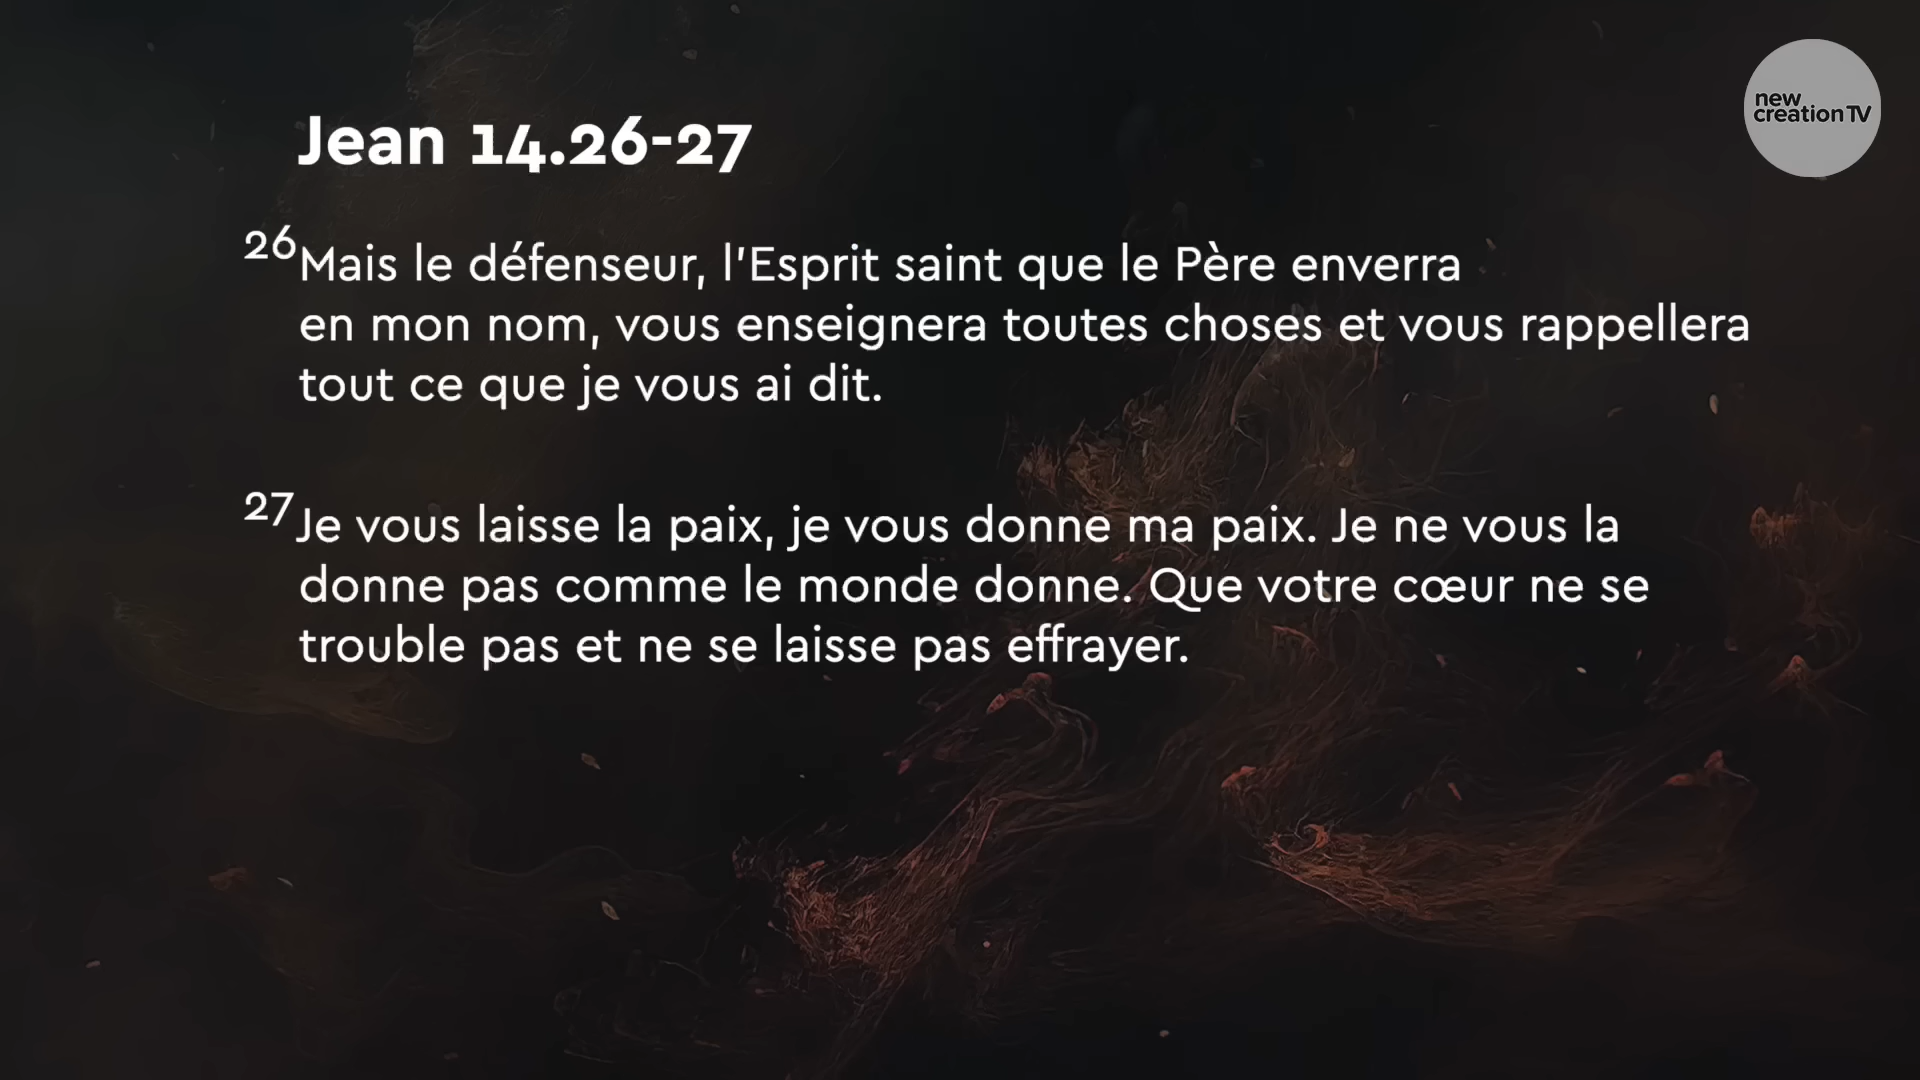 new
creationTV
Jean 14.26-27
26Mais le défenseur, l'Esprit saint que le Père enverra
en mon nom, vous enseignera toutes choses et vous rappellera
tout ce que je vous ai dit.
27Je vous laisse la paix, je vous donne ma paix. Je ne vous la
donne pas comme le monde donne. Que votre cœur ne se
trouble pas et ne se laisse pas effrayer.